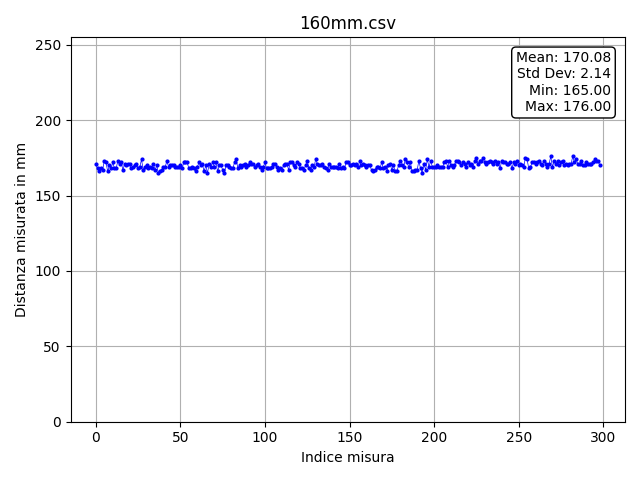 160mm.csv
Mean: 170.08
Std Dev: 2.14
Min: 165.00
Max: 176.00
Distanza misurata in mm
250
200
150
100
50
0
0 50 100 150 200 250 300
Indice misura